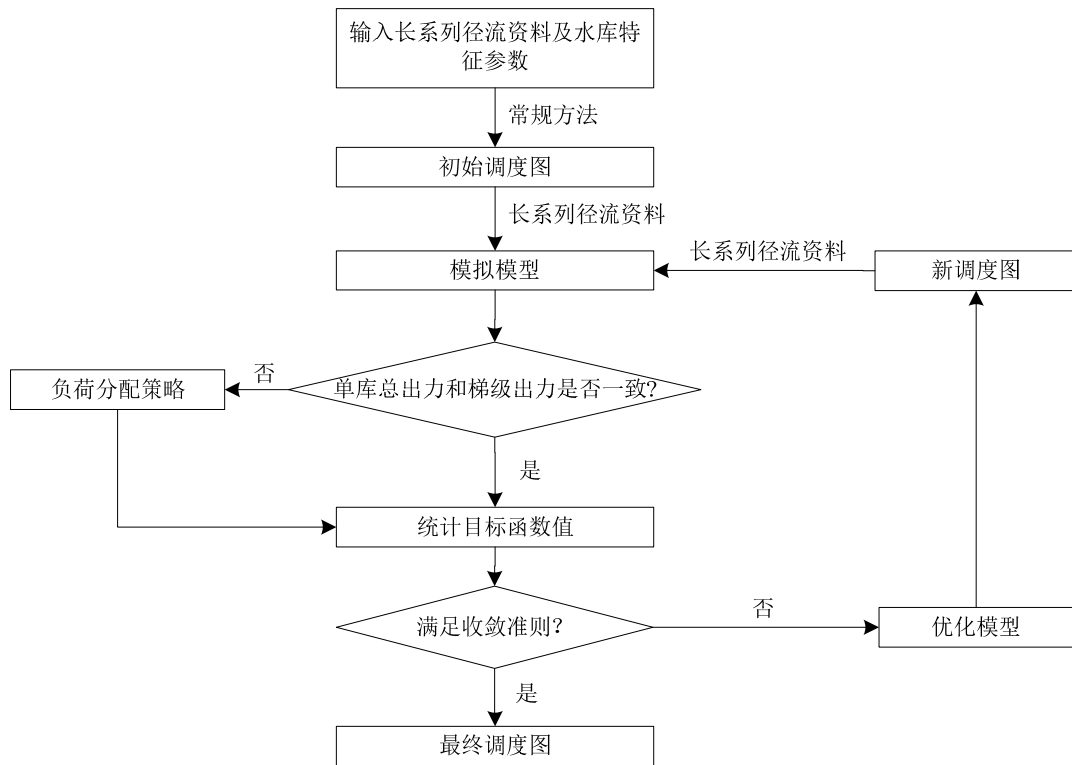 输入长系列径流资料及水库特
征参数
常规方法
初始调度图
长系列径流资料
模拟模型
长系列径流资料
新调度图
单库总出力和梯级出力是否一致?
否
负荷分配策略
是
统计目标函数值
满足收敛准则?
否
优化模型
是
最终调度图